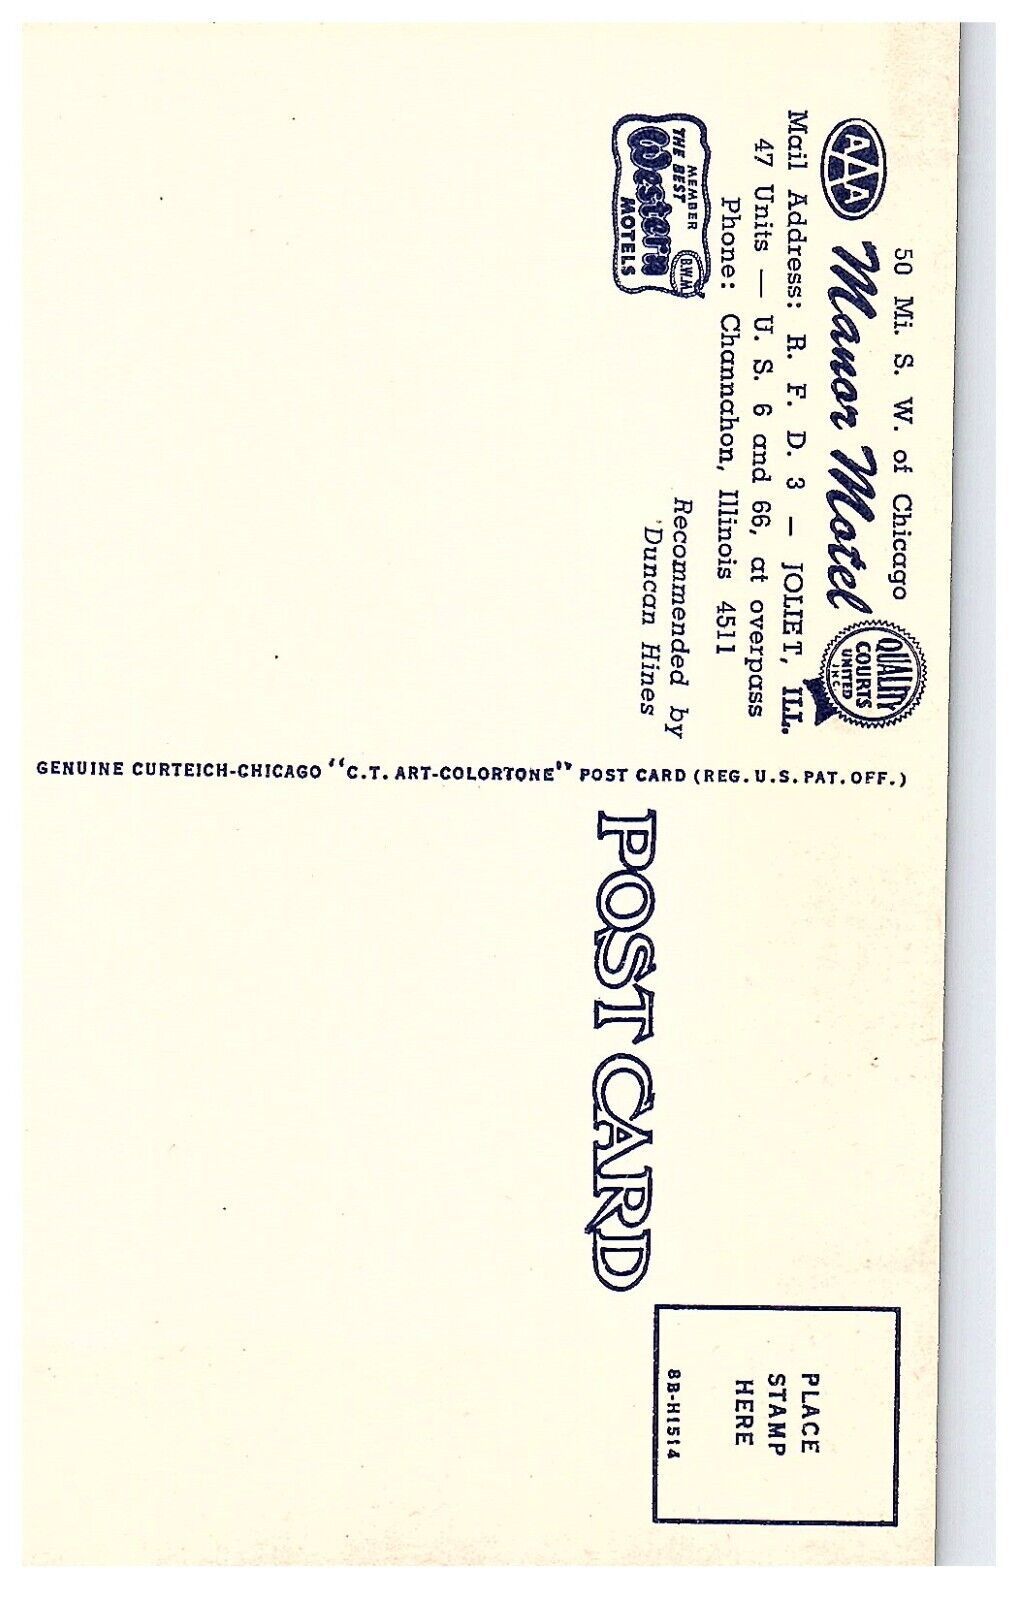 50 Mi. S. W. of Chicago
AAA
Manor Motel
QUALITY
COURTS
UNITED
INC
Mail Address: R. F. D. 3 — JOLIET, ILL.
47 Units — U. S. 6 and 66, at overpass
Phone: Channahon, Illinois 4511
MEMBER
THE BEST
Western
MOTELS
B.W.M
Recommended by
'Duncan Hines
GENUINE CURTEICH-CHICAGO "C.T. ART-COLORTONE" POST CARD (REG. U.S. PAT. OFF.)
POST CARD
PLACE
STAMP
HERE
8B-H1514